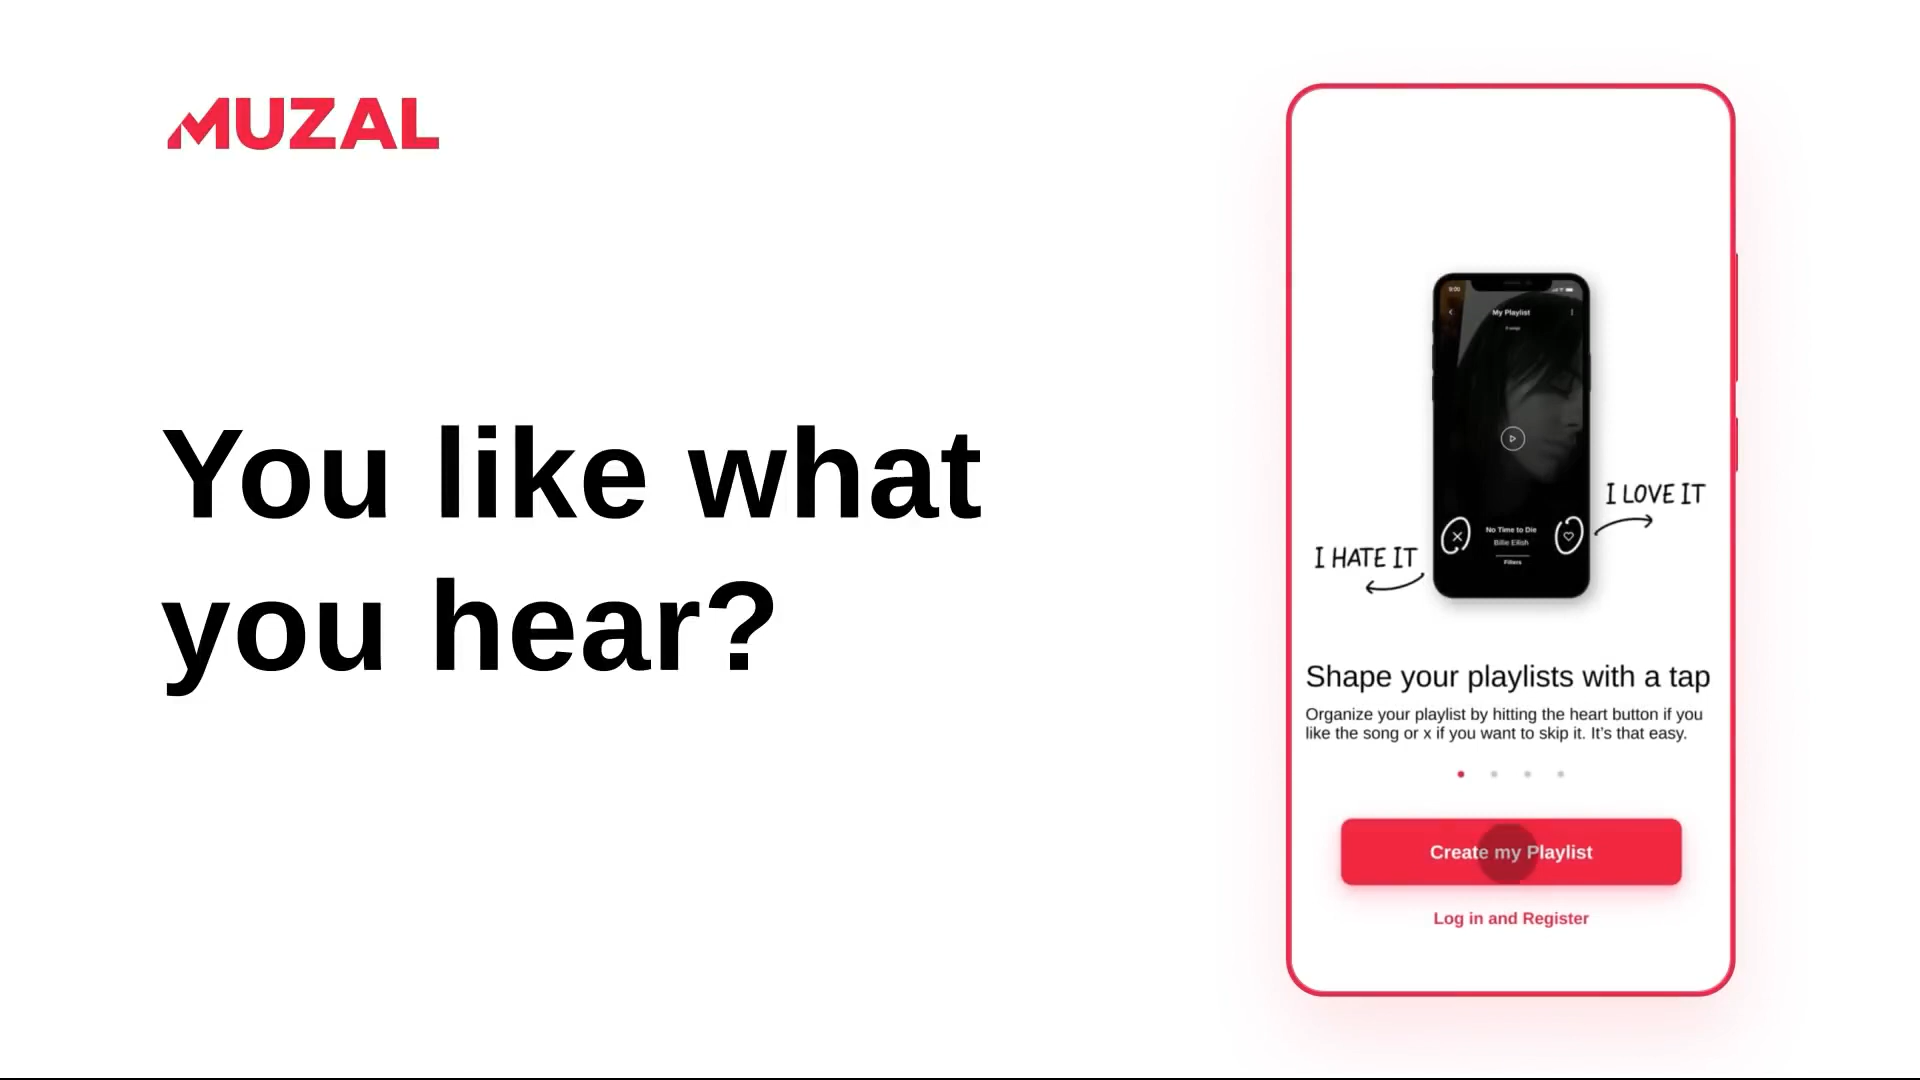 MUZAL
You like what
you hear?
9:00
My Playlist
I LOVE IT
I HATE IT
No Time to Die
Billie Eilish
Filters
Shape your playlists with a tap
Organize your playlist by hitting the heart button if you
like the song or x if you want to skip it. It’s that easy.
Create my Playlist
Log in and Register